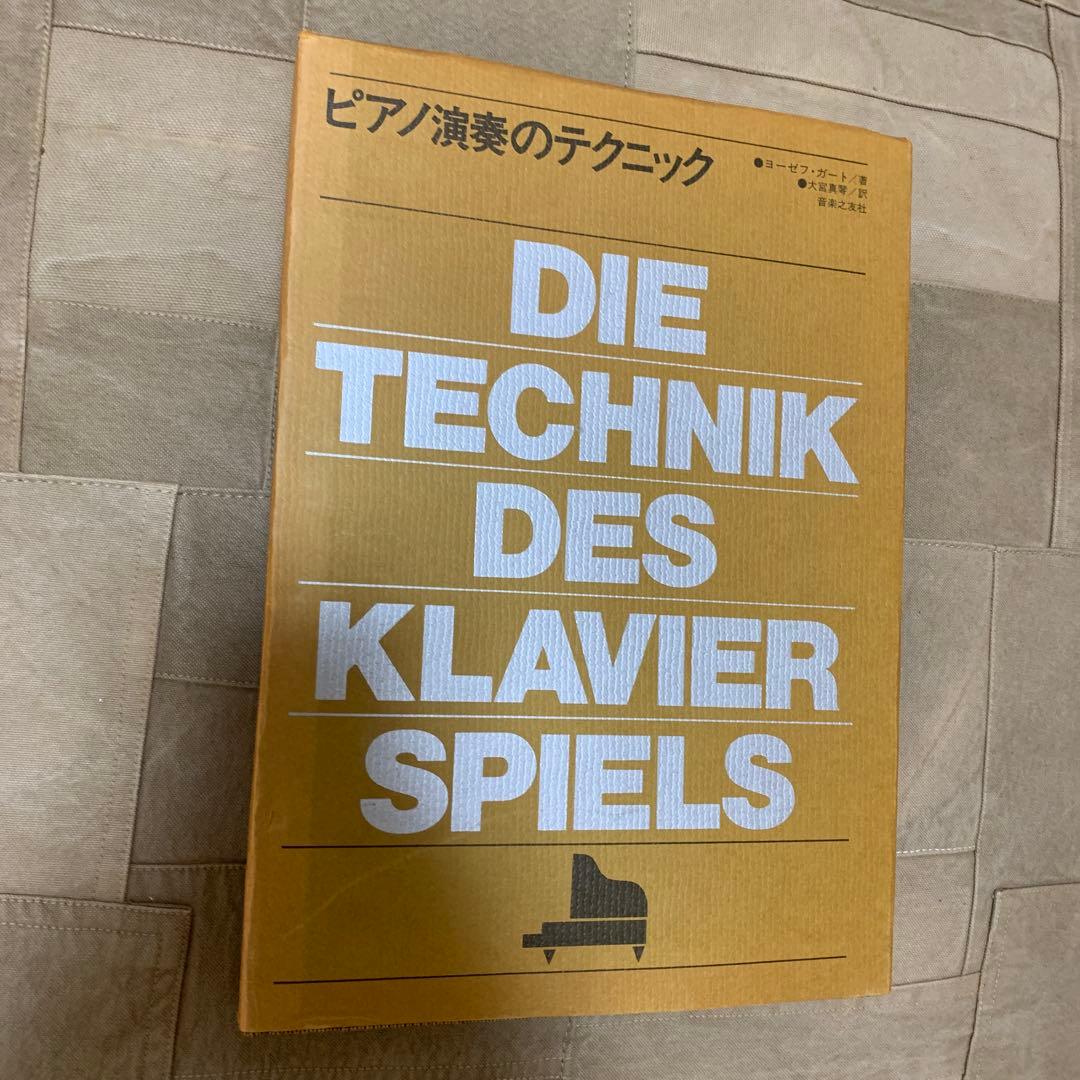 ピアノ演奏のテクニック
●ヨーゼフ・ガート/著
●大宮真琴/訳
音楽之友社
DIE
TECHNIK
DES
KLAVIER
SPIELS